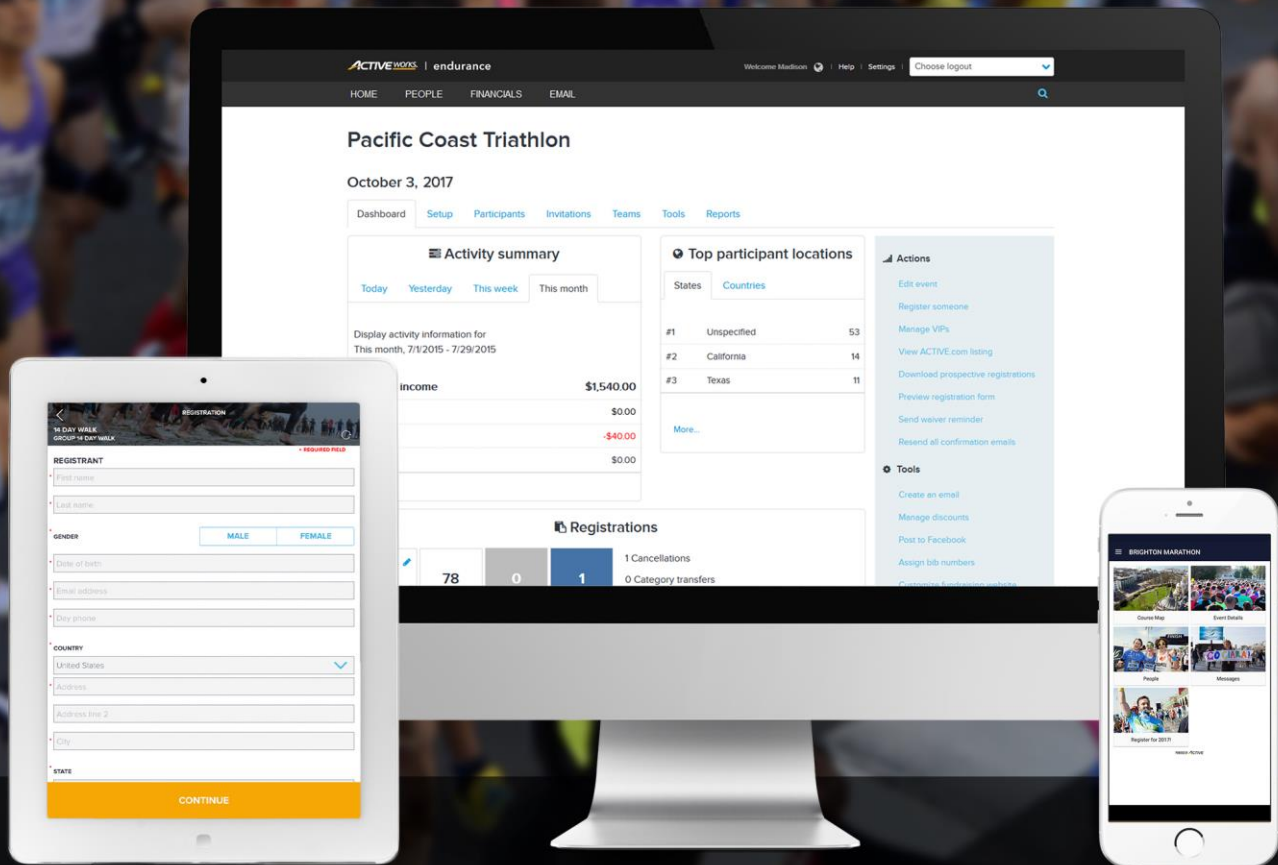 ACTIVEworks. | endurance
Welcome Madison | Help | Settings | Choose logout
HOME PEOPLE FINANCIALS EMAIL
Pacific Coast Triathlon
October 3, 2017
Dashboard Setup Participants Invitations Teams Tools Reports
Activity summary
Today Yesterday This week This month
Display activity information for
This month, 7/1/2015 - 7/29/2015
income $1,540.00
$0.00
-$40.00
$0.00
Top participant locations
States Countries
#1 Unspecified 53
#2 California 14
#3 Texas 11
More...
Actions
Edit event
Register someone
Manage VIPs
View ACTIVE.com listing
Download prospective registrations
Preview registration form
Send waiver reminder
Resend all confirmation emails
Tools
Create an email
Manage discounts
Post to Facebook
Assign bib numbers
Customize fundraising website
Registrations
78 0 1
1 Cancellations
0 Category transfers
REGISTRATION
14 DAY WALK
GROUP 14 DAY WALK
* REQUIRED FIELD
REGISTRANT
* First name
* Last name
* GENDER MALE FEMALE
* Date of birth
* Email address
* Day phone
* COUNTRY
United States
* Address
Address line 2
* City
* STATE
CONTINUE
BRIGHTON MARATHON
FINISH
Course Map Event Details
People Messages
Register for 2017!